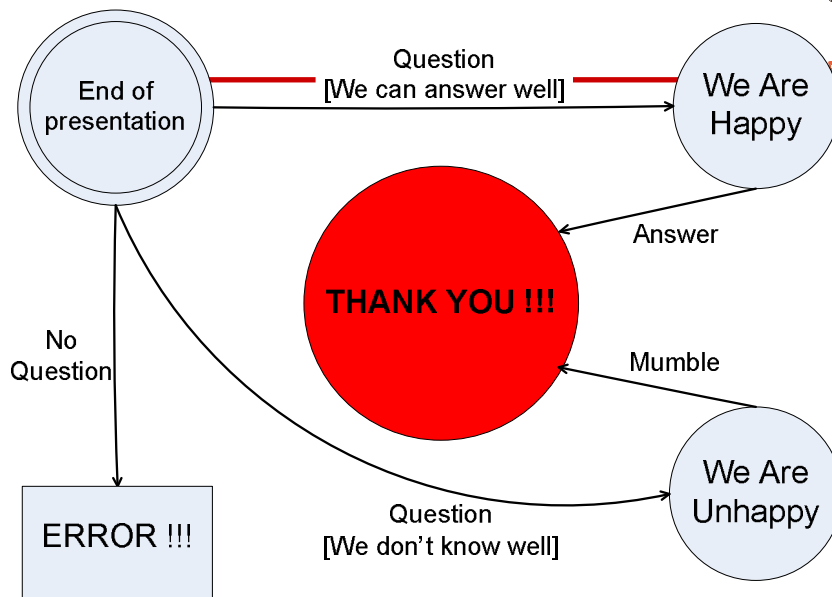 Question
[We can answer well]
End of
presentation
We Are
Happy
Answer
THANK YOU !!!
No
Question
Mumble
We Are
Unhappy
ERROR !!!
Question
[We don't know well]